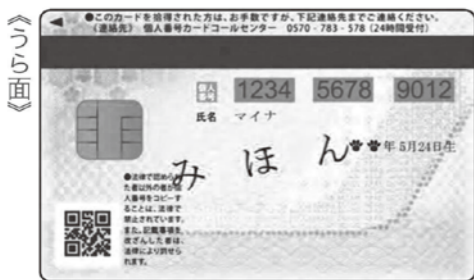 《うら面》
●このカードを拾得された方は、お手数ですが、下記連絡先までご連絡ください。
(連絡先) 個人番号カードコールセンター 0570-783-578(24時間受付)
個人番号 1234 5678 9012
氏名 マイナ
年5月24日生
みほん
●法律で認められ
た者以外の者が個
人番号をコピーす
ることは、法律で
禁止されています。
また、記載事項を
改ざんした者は、
法律により罰せら
れます。